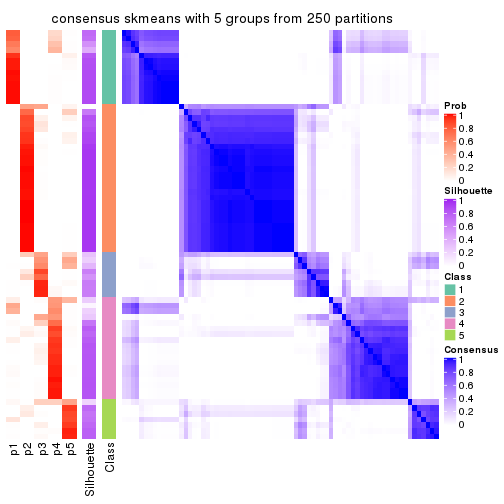 consensus skmeans with 5 groups from 250 partitions
Prob
1
0.8
0.6
0.4
0.2
0
Silhouette
1
0.8
0.6
0.4
0.2
0
Class
1
2
3
4
5
Consensus
1
0.8
0.6
0.4
0.2
0
p1
p2
p3
p4
p5
Silhouette
Class